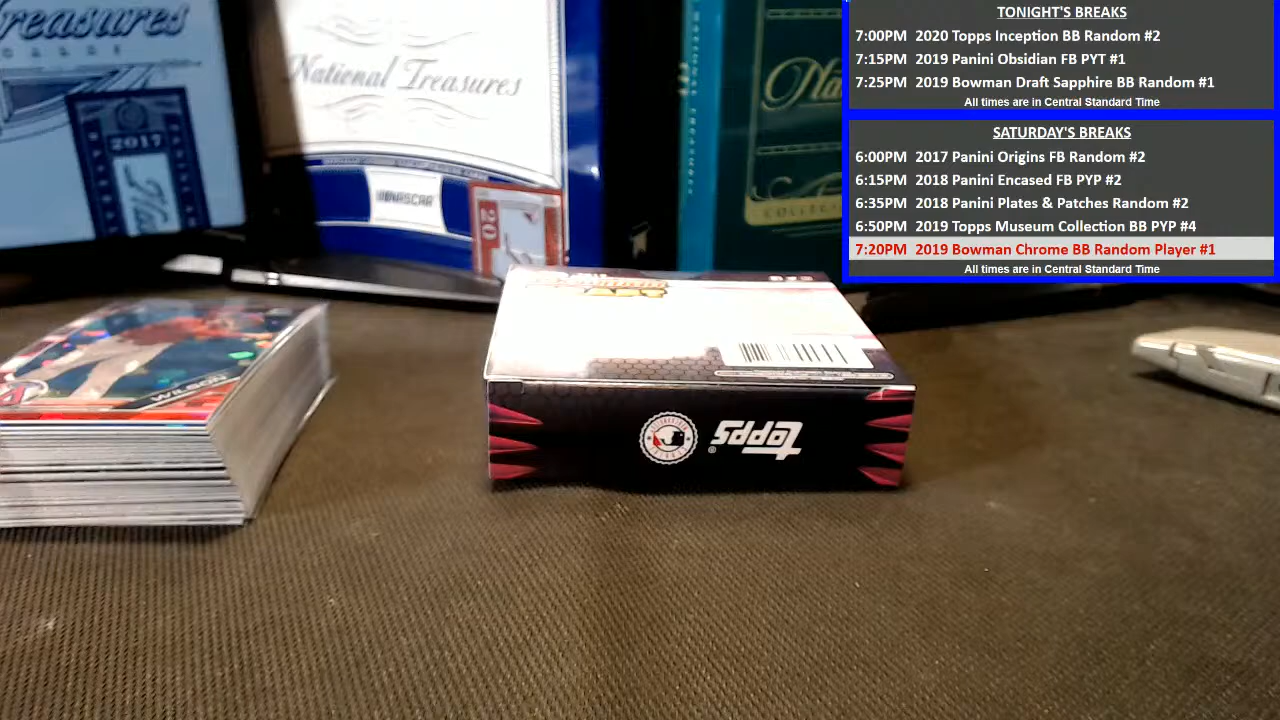 TONIGHT'S BREAKS
7:00PM 2020 Topps Inception BB Random #2
7:15PM 2019 Panini Obsidian FB PYT #1
7:25PM 2019 Bowman Draft Sapphire BB Random #1
All times are in Central Standard Time
SATURDAY'S BREAKS
6:00PM 2017 Panini Origins FB Random #2
6:15PM 2018 Panini Encased FB PYP #2
6:35PM 2018 Panini Plates & Patches Random #2
6:50PM 2019 Topps Museum Collection BB PYP #4
7:20PM 2019 Bowman Chrome BB Random Player #1
All times are in Central Standard Time
reasures
2017
National Treasures
NASCAR
20
Na
COLLEC
WILSON
Topps